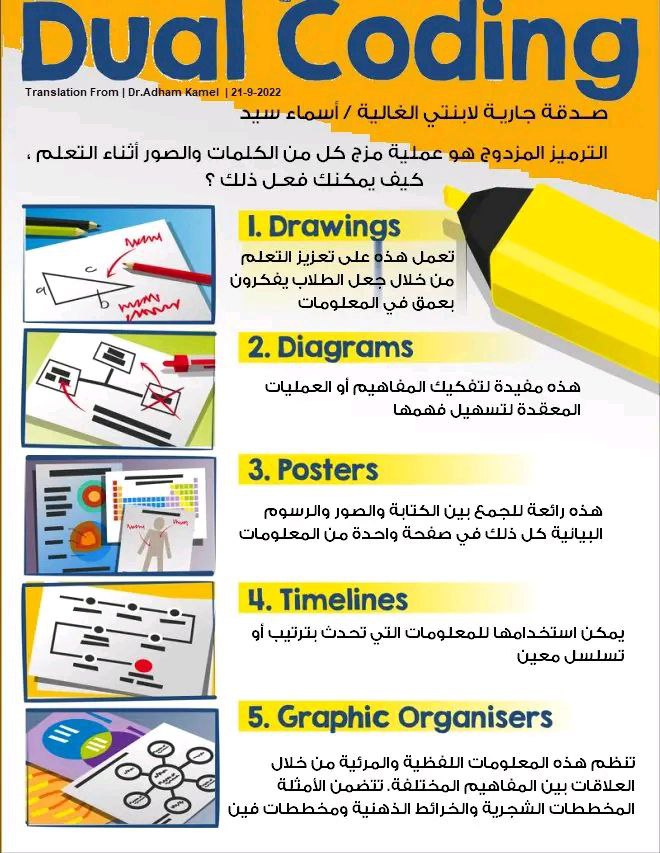 Dual Coding
Translation From | Dr.Adham Kamel | 21-9-2022
صــدقة جاريـة لابنتي الغاليـة / أسماء سيد
الترميز المزدوج هو عملية مزج كل من الكلمات والصور أثناء التعلم ،
كيف يمكنك فعـل ذلك ؟
1. Drawings
تعمل هذه على تعزيز التعلم
من خلال جعل الطلاب يفكرون
بعمق في المعلومات
a
c
b
2. Diagrams
هذه مفيدة لتفكيك المفاهيم أو العمليات
المعقدة لتسهيل فهمها
3. Posters
هذه رائعة للجمع بين الكتابة والصور والرسوم
البيانية كل ذلك في صفحة واحدة من المعلومات
4. Timelines
يمكن استخدامها للمعلومات التي تحدث بترتيب أو
تسلسل معين
5. Graphic Organisers
تنظم هذه المعلومات اللفظية والمرئية من خلال
العلاقات بين المفاهيم المختلفة. تتضمن الأمثلة
المخططات الشجرية والخرائط الذهنية ومخططات فين